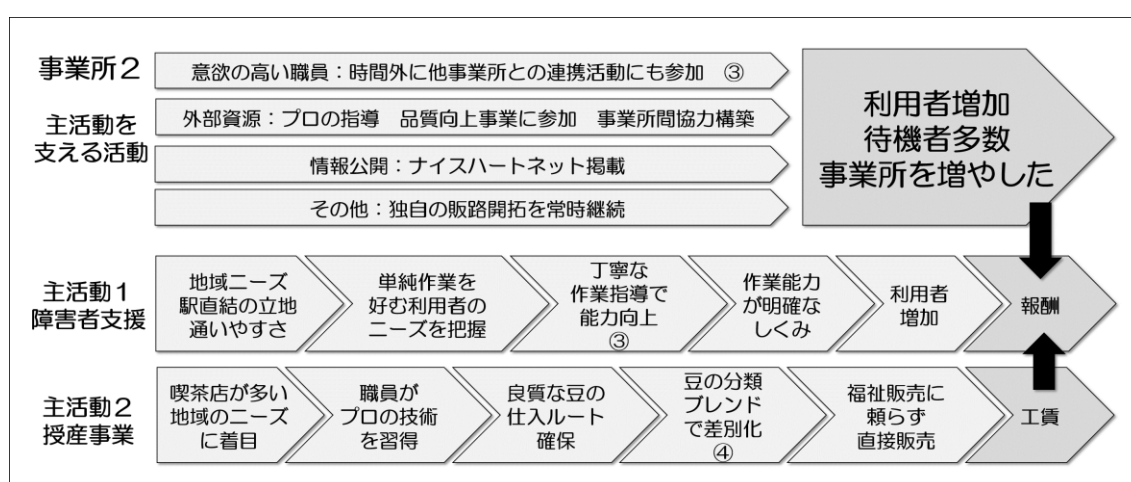 事業所2
主活動を
支える活動
意欲の高い職員：時間外に他事業所との連携活動にも参加　③
外部資源：プロの指導　品質向上事業に参加　事業所間協力構築
情報公開：ナイスハートネット掲載
その他：独自の販路開拓を常時継続
利用者増加
待機者多数
事業所を増やした
主活動1
障害者支援
地域ニーズ
駅直結の立地
通いやすさ
単純作業を
好む利用者の
ニーズを把握
丁寧な
作業指導で
能力向上
③
作業能力
が明確な
しくみ
利用者
増加
報酬
主活動2
授産事業
喫茶店が多い
地域のニーズ
に着目
職員が
プロの技術
を習得
良質な豆の
仕入ルート
確保
豆の分類
ブレンド
で差別化
④
福祉販売に
頼らず
直接販売
工賃